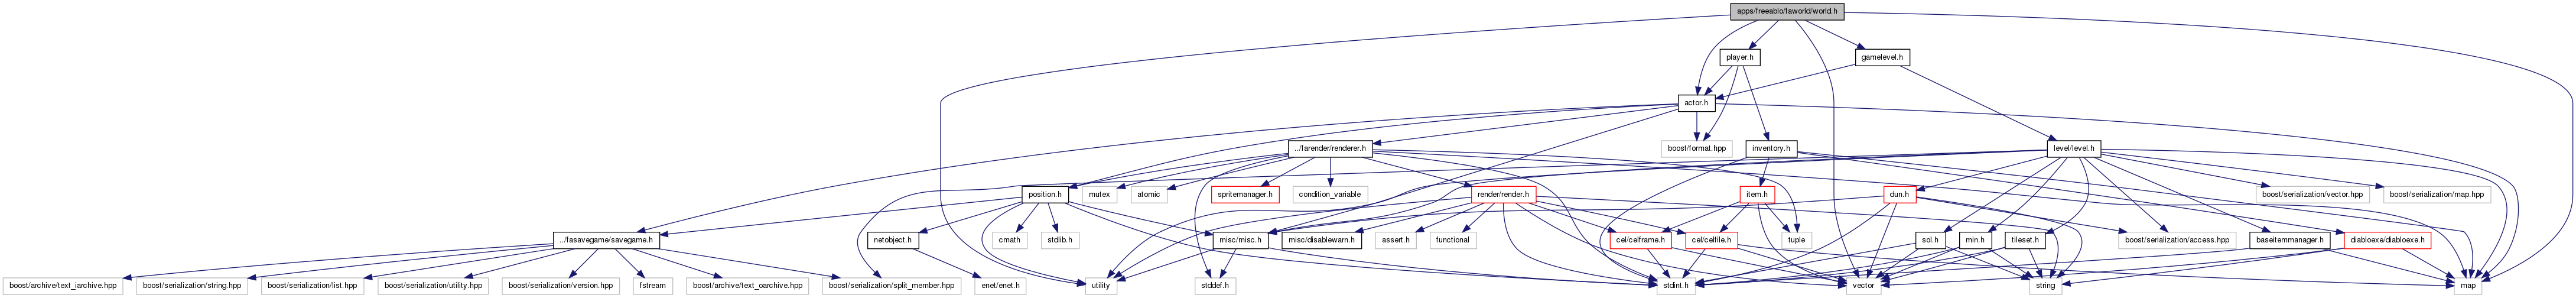 apps/freeablo/faworld/world.h
player.h
gamelevel.h
actor.h
../farender/renderer.h
boost/format.hpp
inventory.h
level/level.h
position.h
mutex
atomic
spritemanager.h
condition_variable
render/render.h
item.h
dun.h
boost/serialization/vector.hpp
boost/serialization/map.hpp
../fasavegame/savegame.h
netobject.h
cmath
stdlib.h
misc/misc.h
misc/disablewarn.h
assert.h
functional
cel/celframe.h
cel/celfile.h
tuple
sol.h
min.h
tileset.h
boost/serialization/access.hpp
baseitemmanager.h
diabloexe/diabloexe.h
boost/archive/text_iarchive.hpp
boost/serialization/string.hpp
boost/serialization/list.hpp
boost/serialization/utility.hpp
boost/serialization/version.hpp
fstream
boost/archive/text_oarchive.hpp
boost/serialization/split_member.hpp
enet/enet.h
utility
stddef.h
stdint.h
vector
string
map